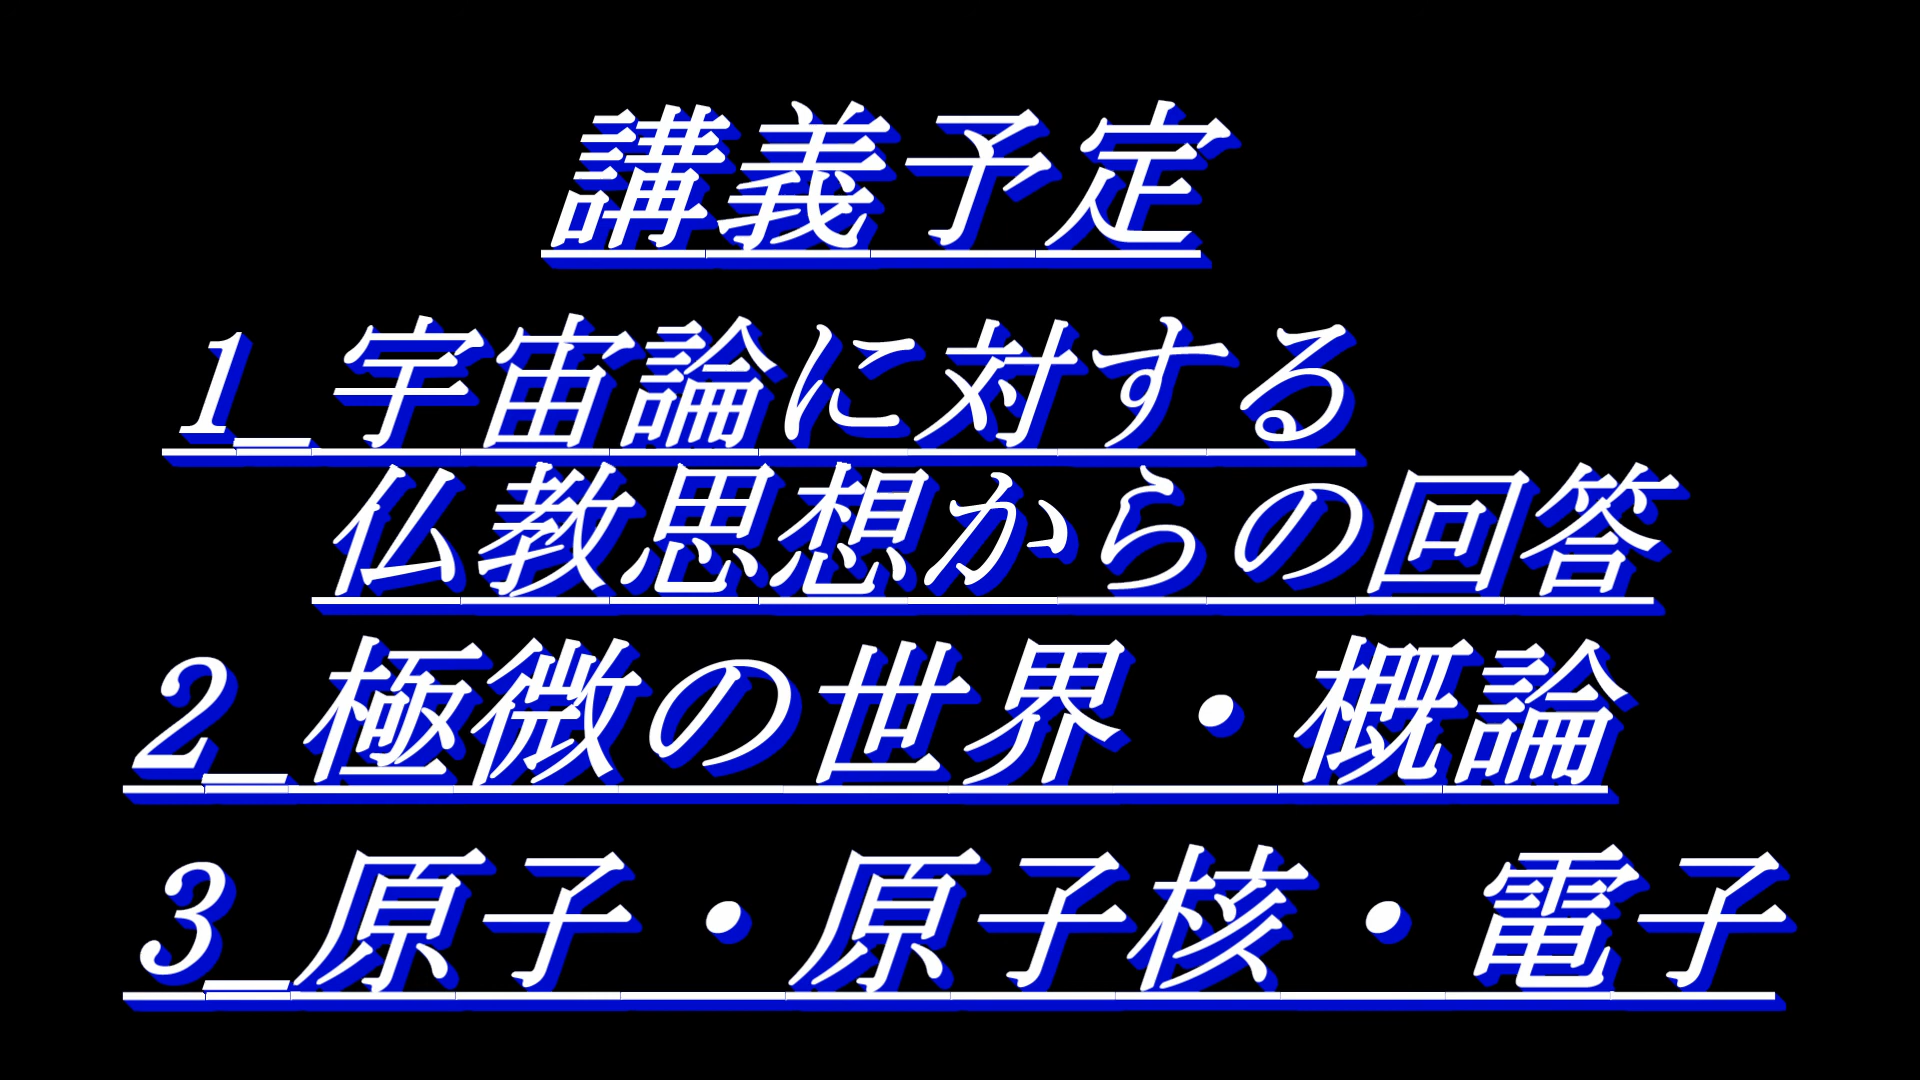 講義予定
1_宇宙論に対する
仏教思想からの回答
2_極微の世界・概論
3_原子・原子核・電子